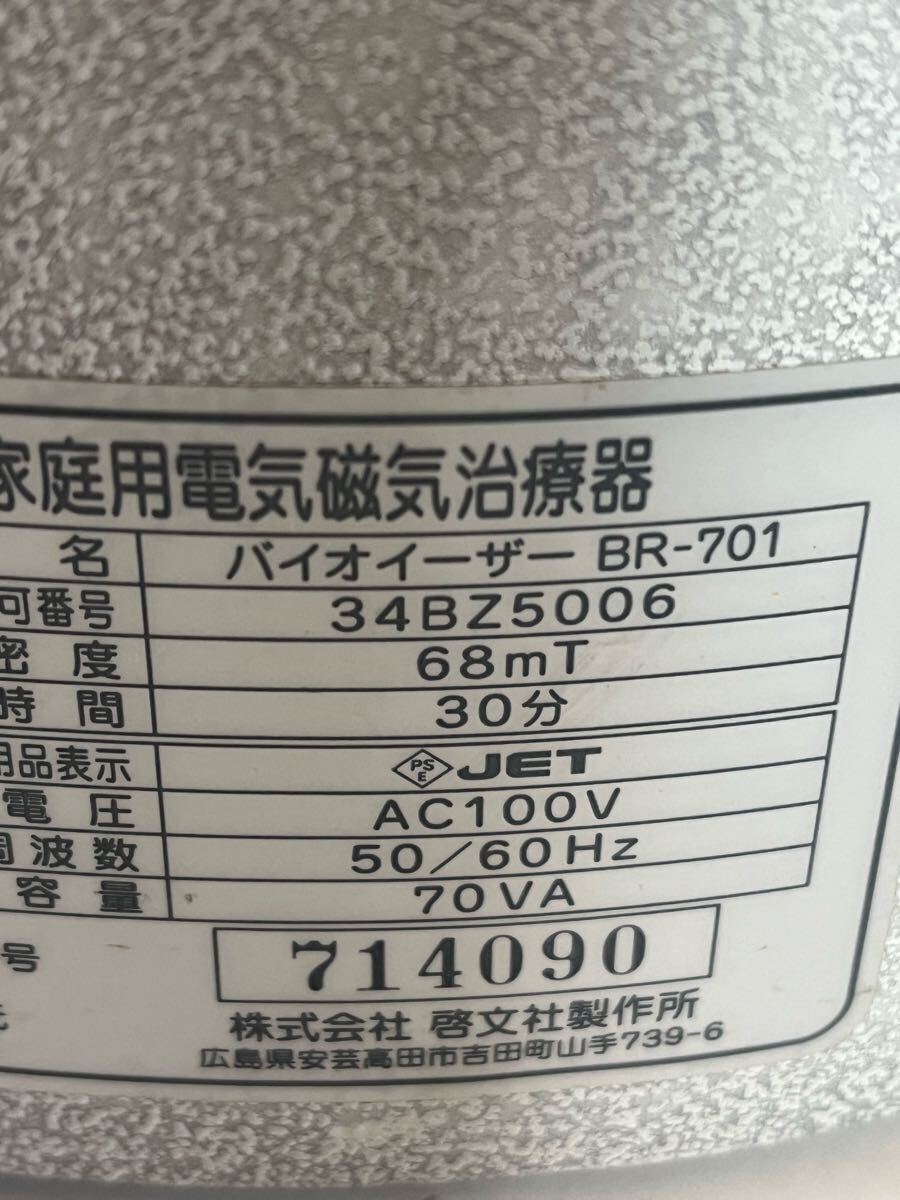 家庭用電気磁気治療器
名 バイオイーザー BR-701
可番号 34BZ5006
密度 68mT
時間 30分
用品表示 PSE JET
電圧 AC100V
周波数 50/60Hz
容量 70VA
号 714090
株式会社 啓文社製作所
広島県安芸高田市吉田町山手739-6